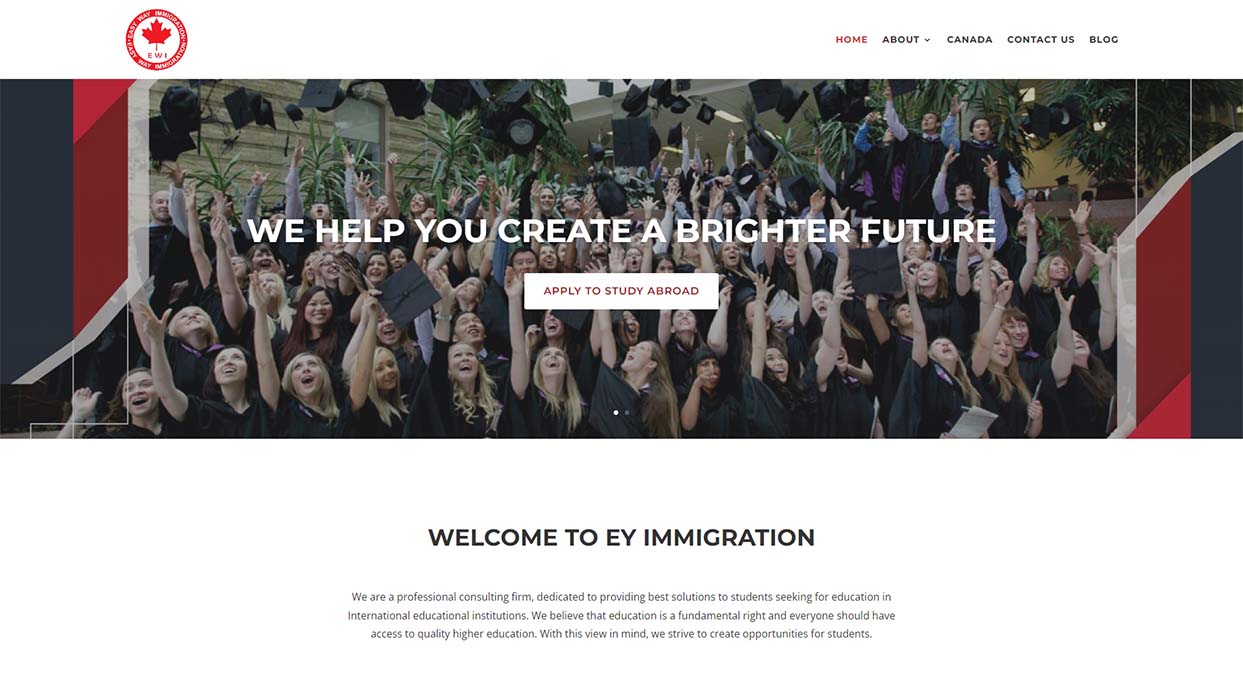 EASY WAY IMMIGRATION
EWI
EASY WAY IMMIGRATION
HOME ABOUT CANADA CONTACT US BLOG
WE HELP YOU CREATE A BRIGHTER FUTURE
APPLY TO STUDY ABROAD
WELCOME TO EY IMMIGRATION
We are a professional consulting firm, dedicated to providing best solutions to students seeking for education in
International educational institutions. We believe that education is a fundamental right and everyone should have
access to quality higher education. With this view in mind, we strive to create opportunities for students.